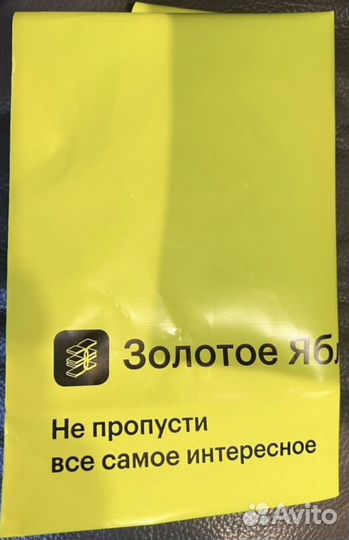 Золотое Ябл
Не пропусти
все самое интересное
Avito